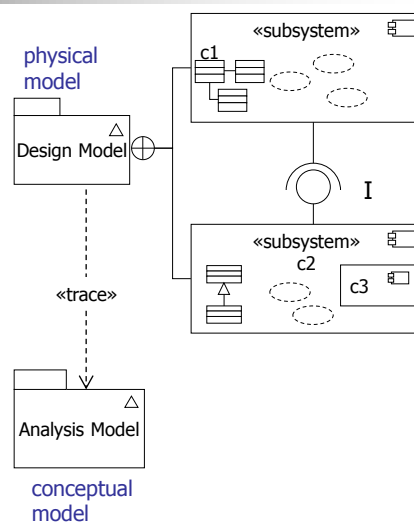 physical
model
Design Model
«trace»
Analysis Model
conceptual
model
«subsystem»
c1
I
«subsystem»
c2
c3